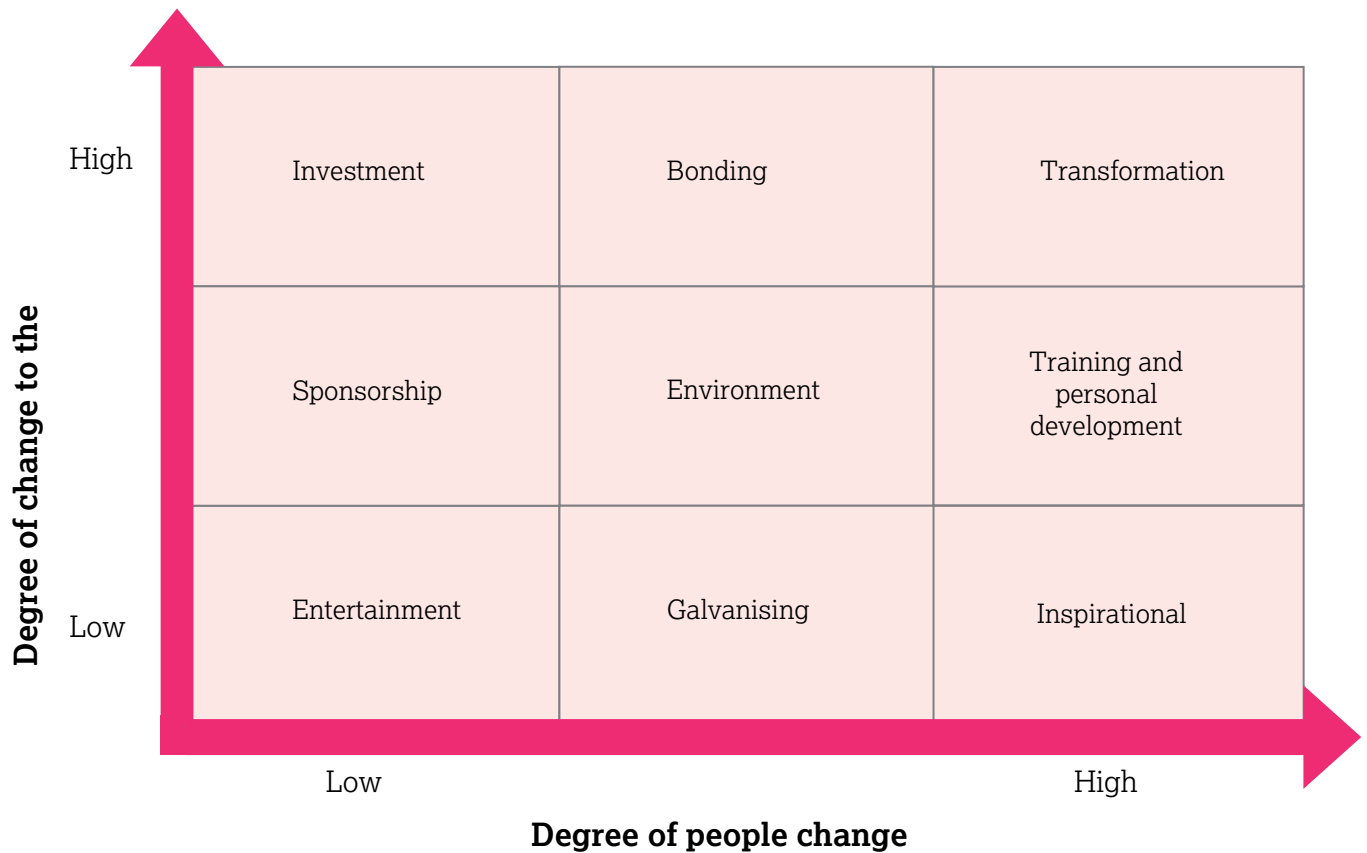 High
Investment
Bonding
Transformation
Degree of change to the
Sponsorship
Environment
Training and
personal
development
Low
Entertainment
Galvanising
Inspirational
Low
High
Degree of people change